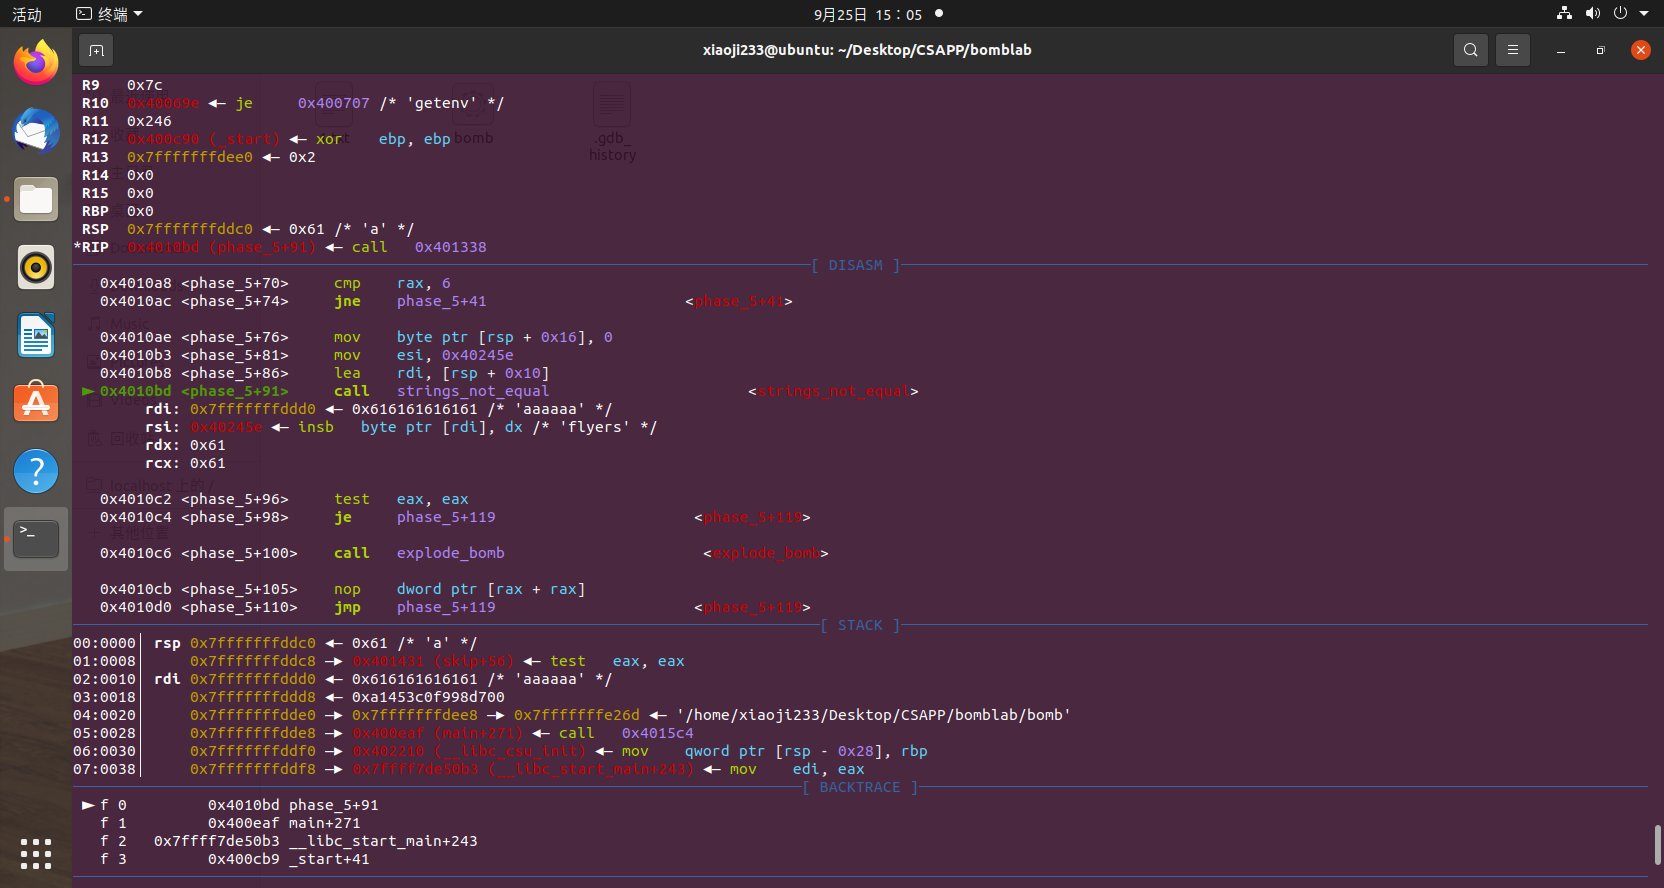 活动 终端 9月25日 15：05
xiaoji233@ubuntu: ~/Desktop/CSAPP/bomblab
R9 0x7c
R10 0x40069e ◂— je 0x400707 /* 'getenv' */
R11 0x246
R12 0x400c90 (_start) ◂— xor ebp, ebp
R13 0x7fffffffdee0 ◂— 0x2
R14 0x0
R15 0x0
RBP 0x0
RSP 0x7fffffffddc0 ◂— 0x61 /* 'a' */
*RIP 0x4010bd (phase_5+91) ◂— call 0x401338
bomb
.gdb_
history
[ DISASM ]
0x4010a8 <phase_5+70> cmp rax, 6
0x4010ac <phase_5+74> jne phase_5+41 <phase_5+41>
0x4010ae <phase_5+76> mov byte ptr [rsp + 0x16], 0
0x4010b3 <phase_5+81> mov esi, 0x40245e
0x4010b8 <phase_5+86> lea rdi, [rsp + 0x10]
► 0x4010bd <phase_5+91> call strings_not_equal <strings_not_equal>
rdi: 0x7fffffffddd0 ◂— 0x616161616161 /* 'aaaaaa' */
rsi: 0x40245e ◂— insb byte ptr [rdi], dx /* 'flyers' */
rdx: 0x61
rcx: 0x61
localhost 上的 /
0x4010c2 <phase_5+96> test eax, eax
0x4010c4 <phase_5+98> je phase_5+119 <phase_5+119>
其他位置
0x4010c6 <phase_5+100> call explode_bomb <explode_bomb>
0x4010cb <phase_5+105> nop dword ptr [rax + rax]
0x4010d0 <phase_5+110> jmp phase_5+119 <phase_5+119>
[ STACK ]
00:0000│ rsp 0x7fffffffddc0 ◂— 0x61 /* 'a' */
01:0008│ 0x7fffffffddc8 —▸ 0x401431 (skip+56) ◂— test eax, eax
02:0010│ rdi 0x7fffffffddd0 ◂— 0x616161616161 /* 'aaaaaa' */
03:0018│ 0x7fffffffddd8 ◂— 0xa1453c0f998d700
04:0020│ 0x7fffffffdde0 —▸ 0x7fffffffdee8 —▸ 0x7fffffffe26d ◂— '/home/xiaoji233/Desktop/CSAPP/bomblab/bomb'
05:0028│ 0x7fffffffdde8 —▸ 0x400eaf (main+271) ◂— call 0x4015c4
06:0030│ 0x7fffffffddf0 —▸ 0x402210 (__libc_csu_init) ◂— mov qword ptr [rsp - 0x28], rbp
07:0038│ 0x7fffffffddf8 —▸ 0x7ffff7de50b3 (__libc_start_main+243) ◂— mov edi, eax
[ BACKTRACE ]
► f 0 0x4010bd phase_5+91
f 1 0x400eaf main+271
f 2 0x7ffff7de50b3 __libc_start_main+243
f 3 0x400cb9 _start+41